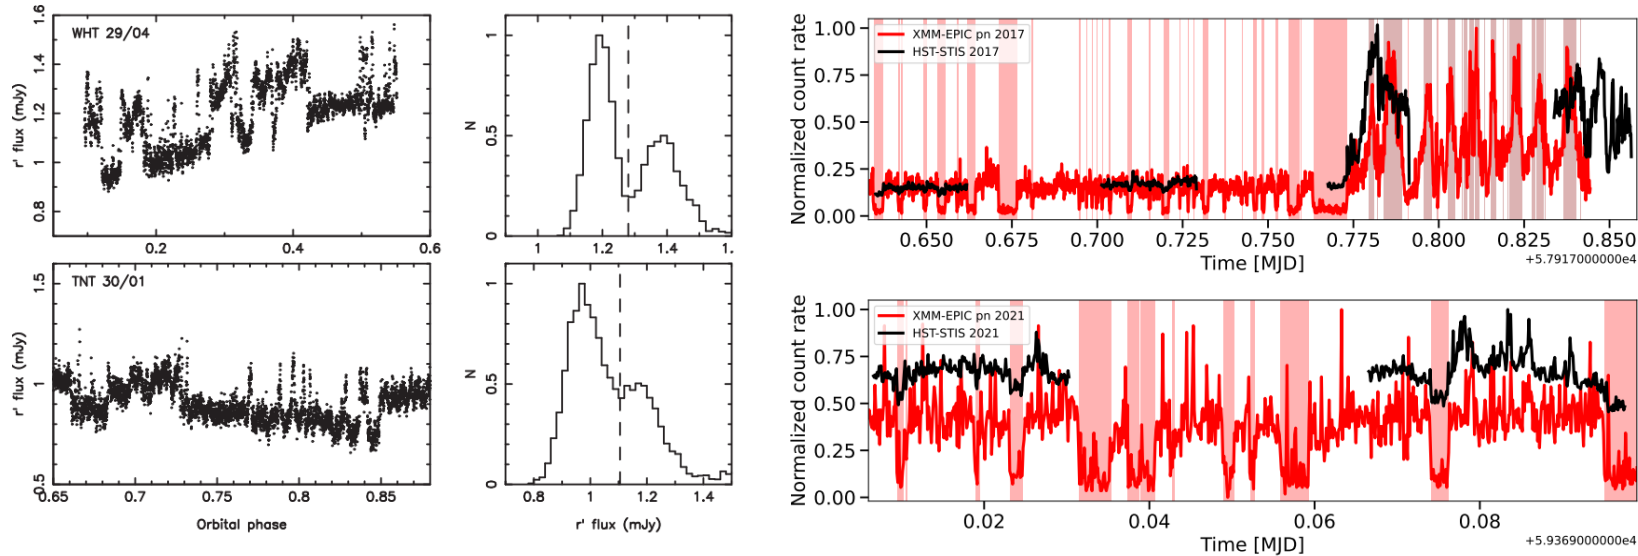 WHT 29/04
r' flux (mJy)
1.6
1.4
1.2
1
0.8
0.2
0.4
0.6
N
1
0.5
0
1
1.2
1.4
1.
TNT 30/01
r' flux (mJy)
1.5
1
0.5
0.65
0.7
0.75
0.8
0.85
Orbital phase
N
1
0.5
0
0.8
1
1.2
1.4
r' flux (mJy)
XMM-EPIC pn 2017
HST-STIS 2017
Normalized count rate
1.00
0.75
0.50
0.25
0.00
0.650
0.675
0.700
0.725
0.750
0.775
0.800
0.825
0.850
Time [MJD]
+5.7917000000e4
XMM-EPIC pn 2021
HST-STIS 2021
Normalized count rate
1.00
0.75
0.50
0.25
0.00
0.02
0.04
0.06
0.08
Time [MJD]
+5.9369000000e4